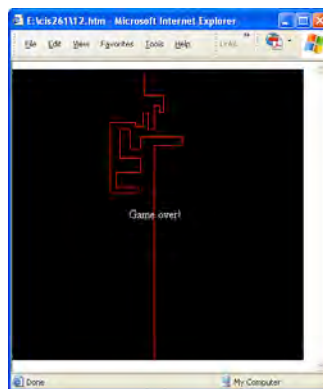 E:\cis261\12.htm - Microsoft Internet Explorer
File Edit View Favorites Tools Help Links »
Game over!
Done My Computer